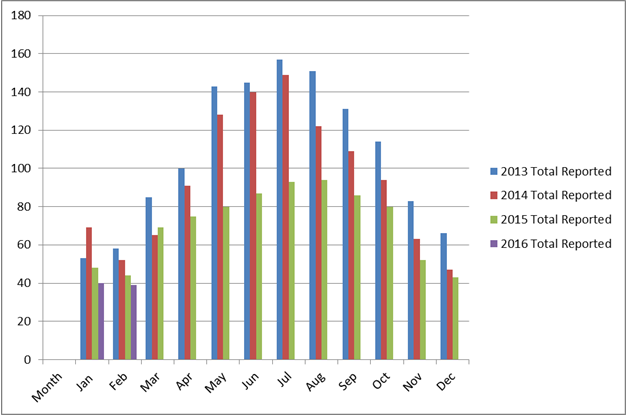 180
160
140
120
100
80
60
40
20
0
Month
Jan
Feb
Mar
Apr
May
Jun
Jul
Aug
Sep
Oct
Nov
Dec
2013 Total Reported
2014 Total Reported
2015 Total Reported
2016 Total Reported